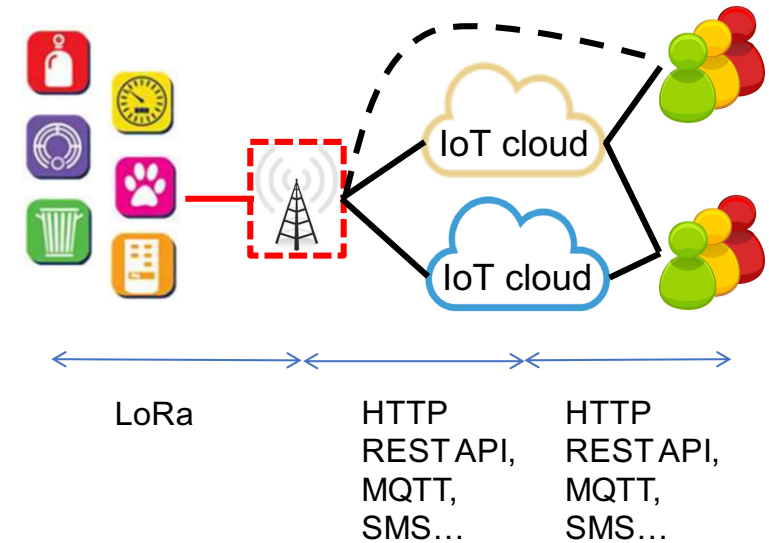 IoT cloud
IoT cloud
LoRa
HTTP
REST API,
MQTT,
SMS…
HTTP
REST API,
MQTT,
SMS…